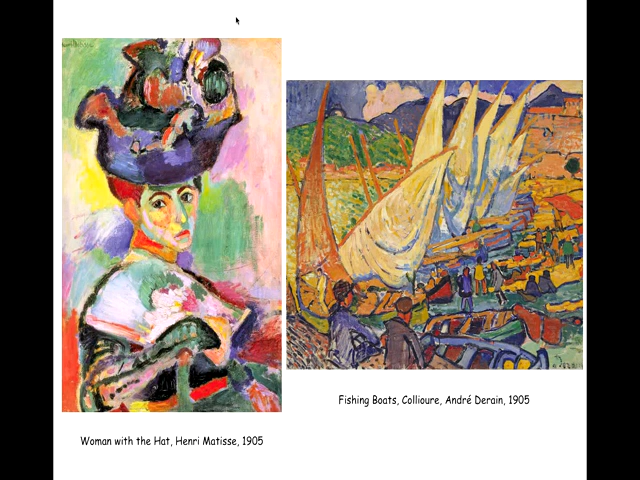 Fishing Boats, Collioure, André Derain, 1905
Woman with the Hat, Henri Matisse, 1905